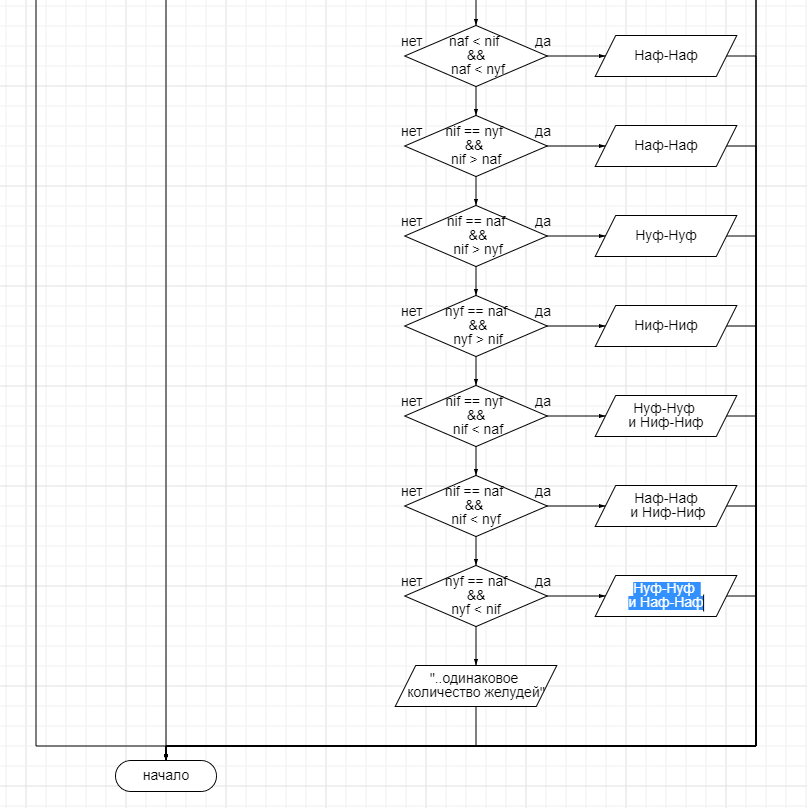 нет
naf < nif
&&
naf < nyf
да
Наф-Наф
нет
nif == nyf
&&
nif > naf
да
Наф-Наф
нет
nif == naf
&&
nif > nyf
да
Нуф-Нуф
нет
nyf == naf
&&
nyf > nif
да
Ниф-Ниф
нет
nif == nyf
&&
nif < naf
да
Нуф-Нуф
и Ниф-Ниф
нет
nif == naf
&&
nif < nyf
да
Наф-Наф
и Ниф-Ниф
нет
nyf == naf
&&
nyf < nif
да
Нуф-Нуф
и Наф-Наф
"..одинаковое
количество желудей"
начало